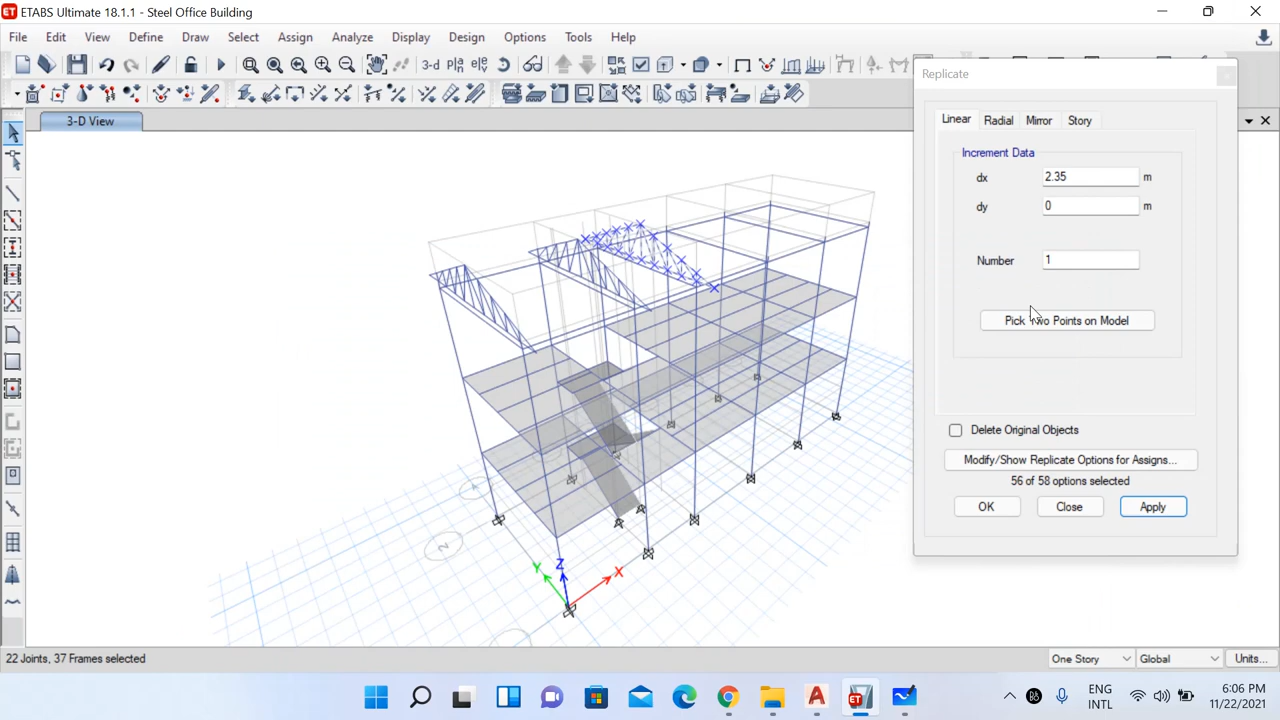 ETABS Ultimate 18.1.1 - Steel Office Building
File Edit View Define Draw Select Assign Analyze Display Design Options Tools Help
3-d
3-D View
Replicate
Linear Radial Mirror Story
Increment Data
dx 2.35 m
dy 0 m
Number 1
Pick Two Points on Model
Delete Original Objects
Modify/Show Replicate Options for Assigns...
56 of 58 options selected
OK Close Apply
Z
Y
X
22 Joints, 37 Frames selected
One Story Global Units...
ENG
INTL
6:06 PM
11/22/2021